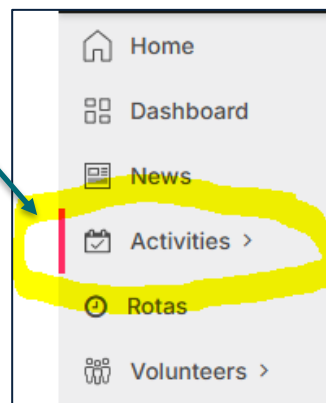 Home
Dashboard
News
Activities >
Rotas
Volunteers >